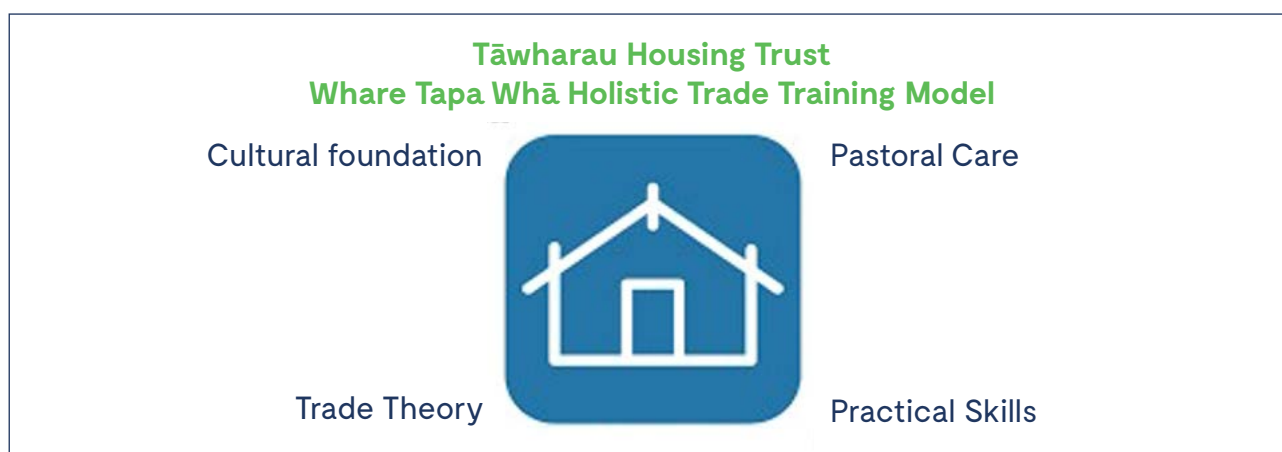 Tāwharau Housing Trust
Whare Tapa Whā Holistic Trade Training Model
Cultural foundation
Pastoral Care
Trade Theory
Practical Skills